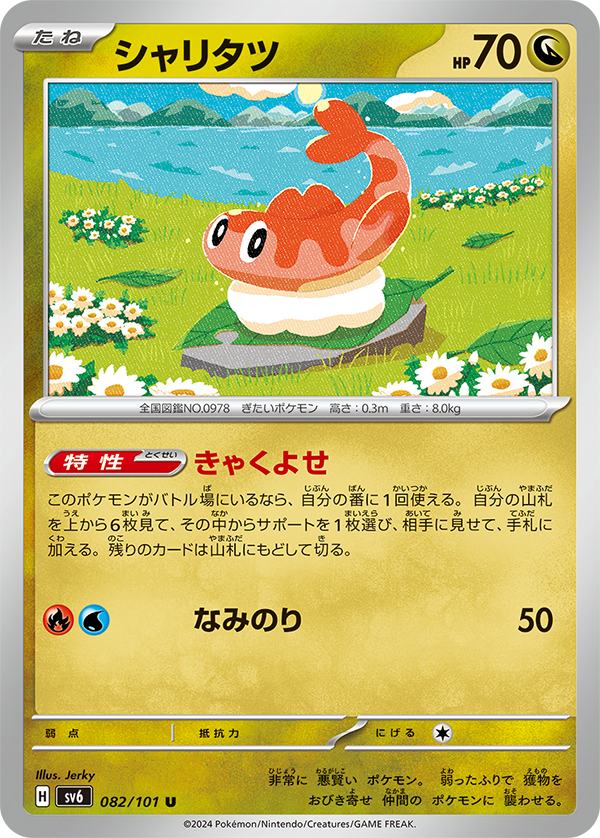 たね シャリタツ HP70
全国図鑑NO.0978 ぎたいポケモン 高さ:0.3m 重さ:8.0kg
特性 とくせい きゃくよせ
このポケモンがバトル場にいるなら、自分の番に1回使える。自分の山札
を上から6枚見て、その中からサポートを1枚選び、相手に見せて、手札に
加える。残りのカードは山札にもどして切る。
なみのり 50
弱点 抵抗力 にげる
Illus. Jerky
H sv6 082/101 U
非常に 悪賢い ポケモン。 弱ったふりで 獲物を
おびき寄せ 仲間の ポケモンに 襲わせる。
©2024 Pokémon/Nintendo/Creatures/GAME FREAK.